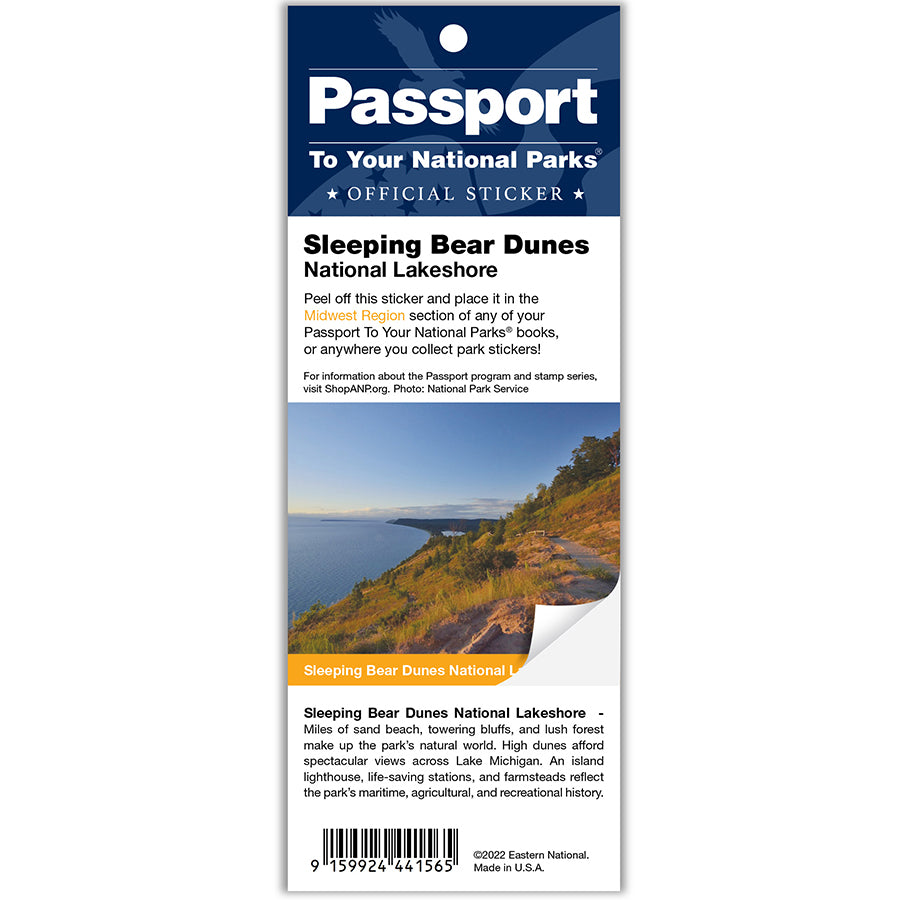 Passport
To Your National Parks®
★ OFFICIAL STICKER ★
Sleeping Bear Dunes
National Lakeshore
Peel off this sticker and place it in the
Midwest Region section of any of your
Passport To Your National Parks® books,
or anywhere you collect park stickers!
For information about the Passport program and stamp series,
visit ShopANP.org. Photo: National Park Service
Sleeping Bear Dunes National
Sleeping Bear Dunes National Lakeshore -
Miles of sand beach, towering bluffs, and lush forest
make up the park's natural world. High dunes afford
spectacular views across Lake Michigan. An island
lighthouse, life-saving stations, and farmsteads reflect
the park's maritime, agricultural, and recreational history.
9 159924 441565
©2022 Eastern National.
Made in U.S.A.